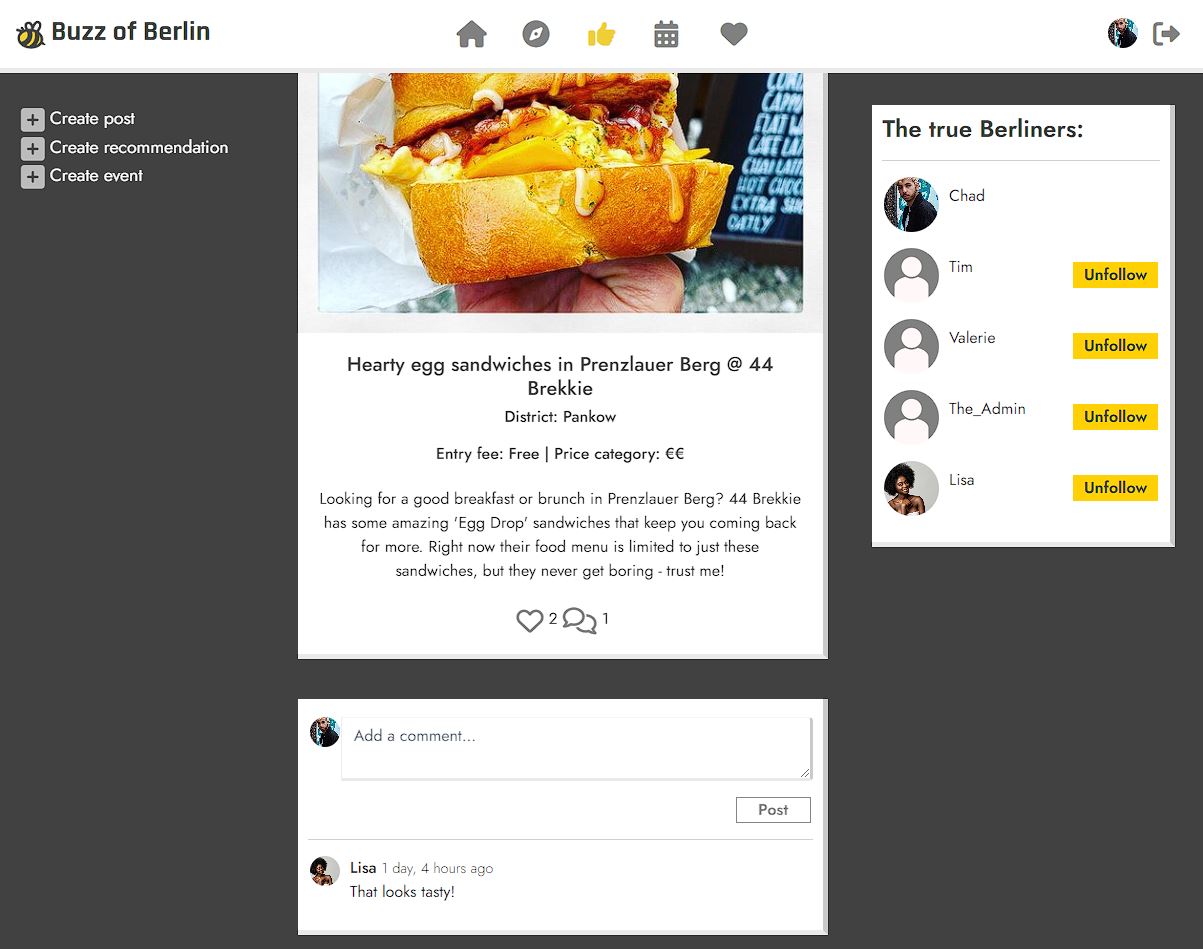 Buzz of Berlin
Create post
Create recommendation
Create event
HOT CHOC
EXTRA
OATLY
Hearty egg sandwiches in Prenzlauer Berg @ 44
Brekkie
District: Pankow
Entry fee: Free | Price category: €€
Looking for a good breakfast or brunch in Prenzlauer Berg? 44 Brekkie
has some amazing 'Egg Drop' sandwiches that keep you coming back
for more. Right now their food menu is limited to just these
sandwiches, but they never get boring - trust me!
2 1
Add a comment...
Post
Lisa 1 day, 4 hours ago
That looks tasty!
The true Berliners:
Chad
Tim
Unfollow
Valerie
Unfollow
The_Admin
Unfollow
Lisa
Unfollow